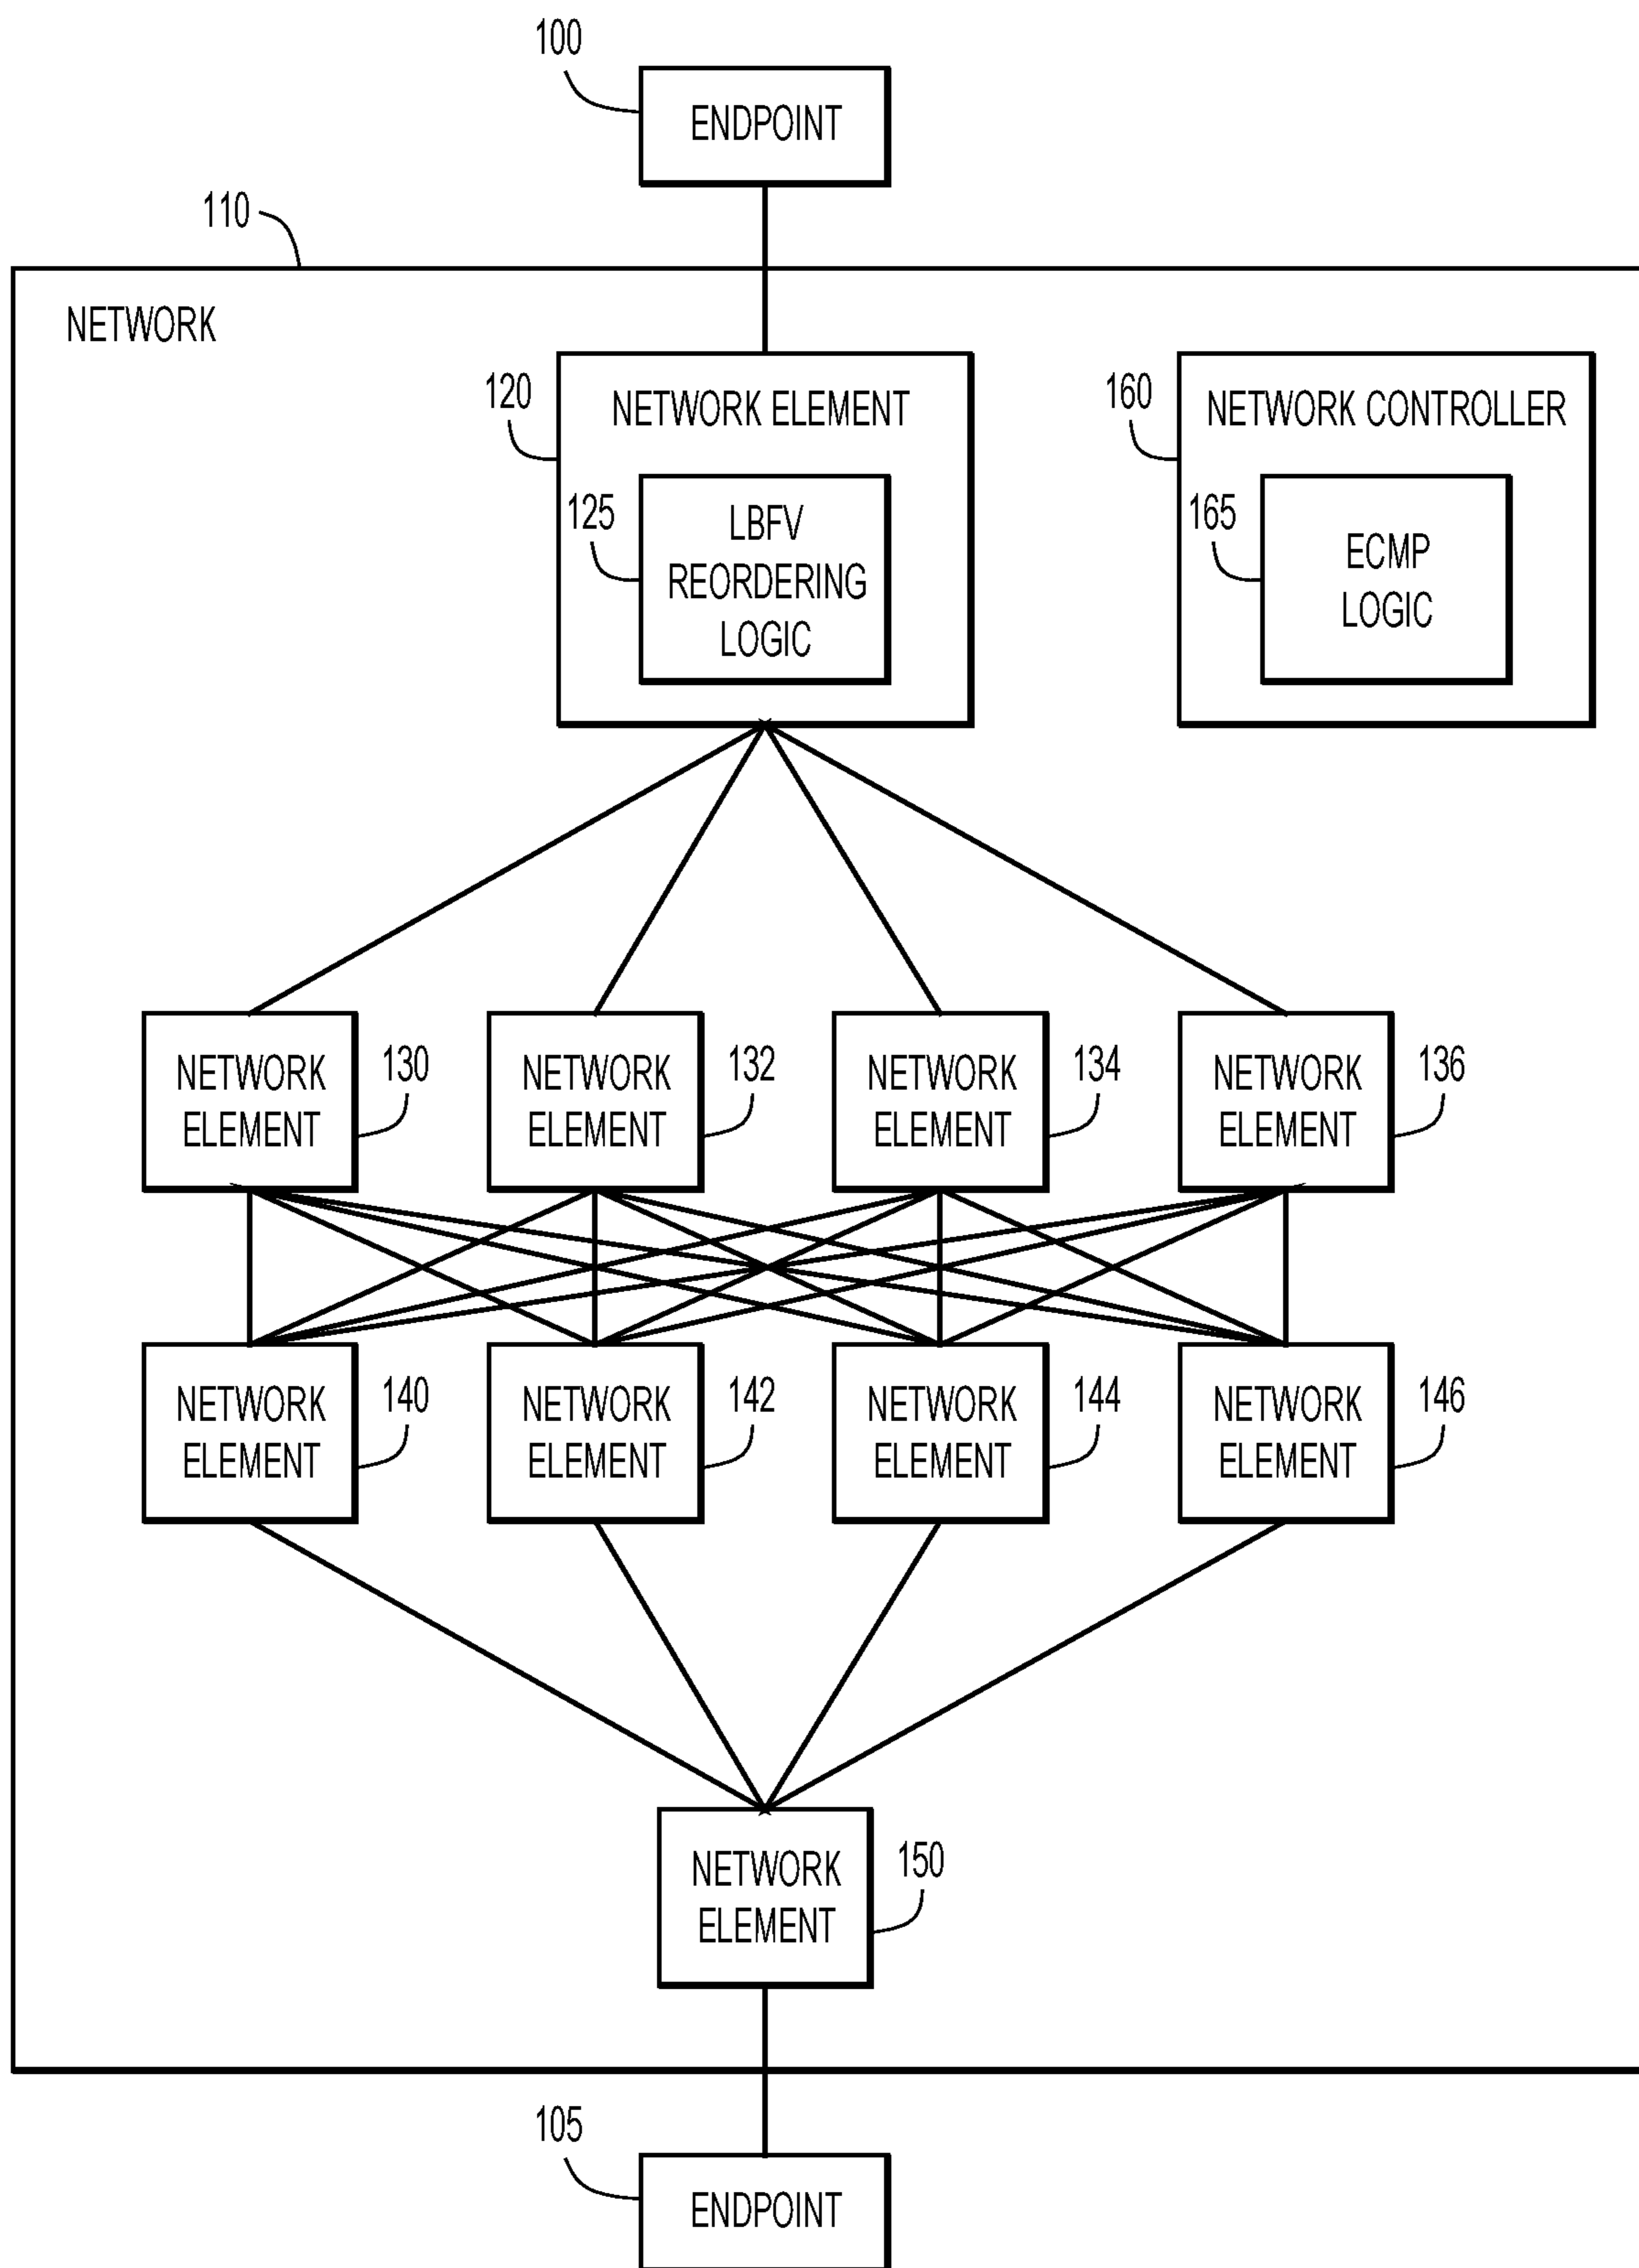 100
ENDPOINT
110
NETWORK
120
NETWORK ELEMENT
125
LBFV
REORDERING
LOGIC
160
NETWORK CONTROLLER
165
ECMP
LOGIC
NETWORK
ELEMENT
130
NETWORK
ELEMENT
132
NETWORK
ELEMENT
134
NETWORK
ELEMENT
136
NETWORK
ELEMENT
140
NETWORK
ELEMENT
142
NETWORK
ELEMENT
144
NETWORK
ELEMENT
146
NETWORK
ELEMENT
150
105
ENDPOINT